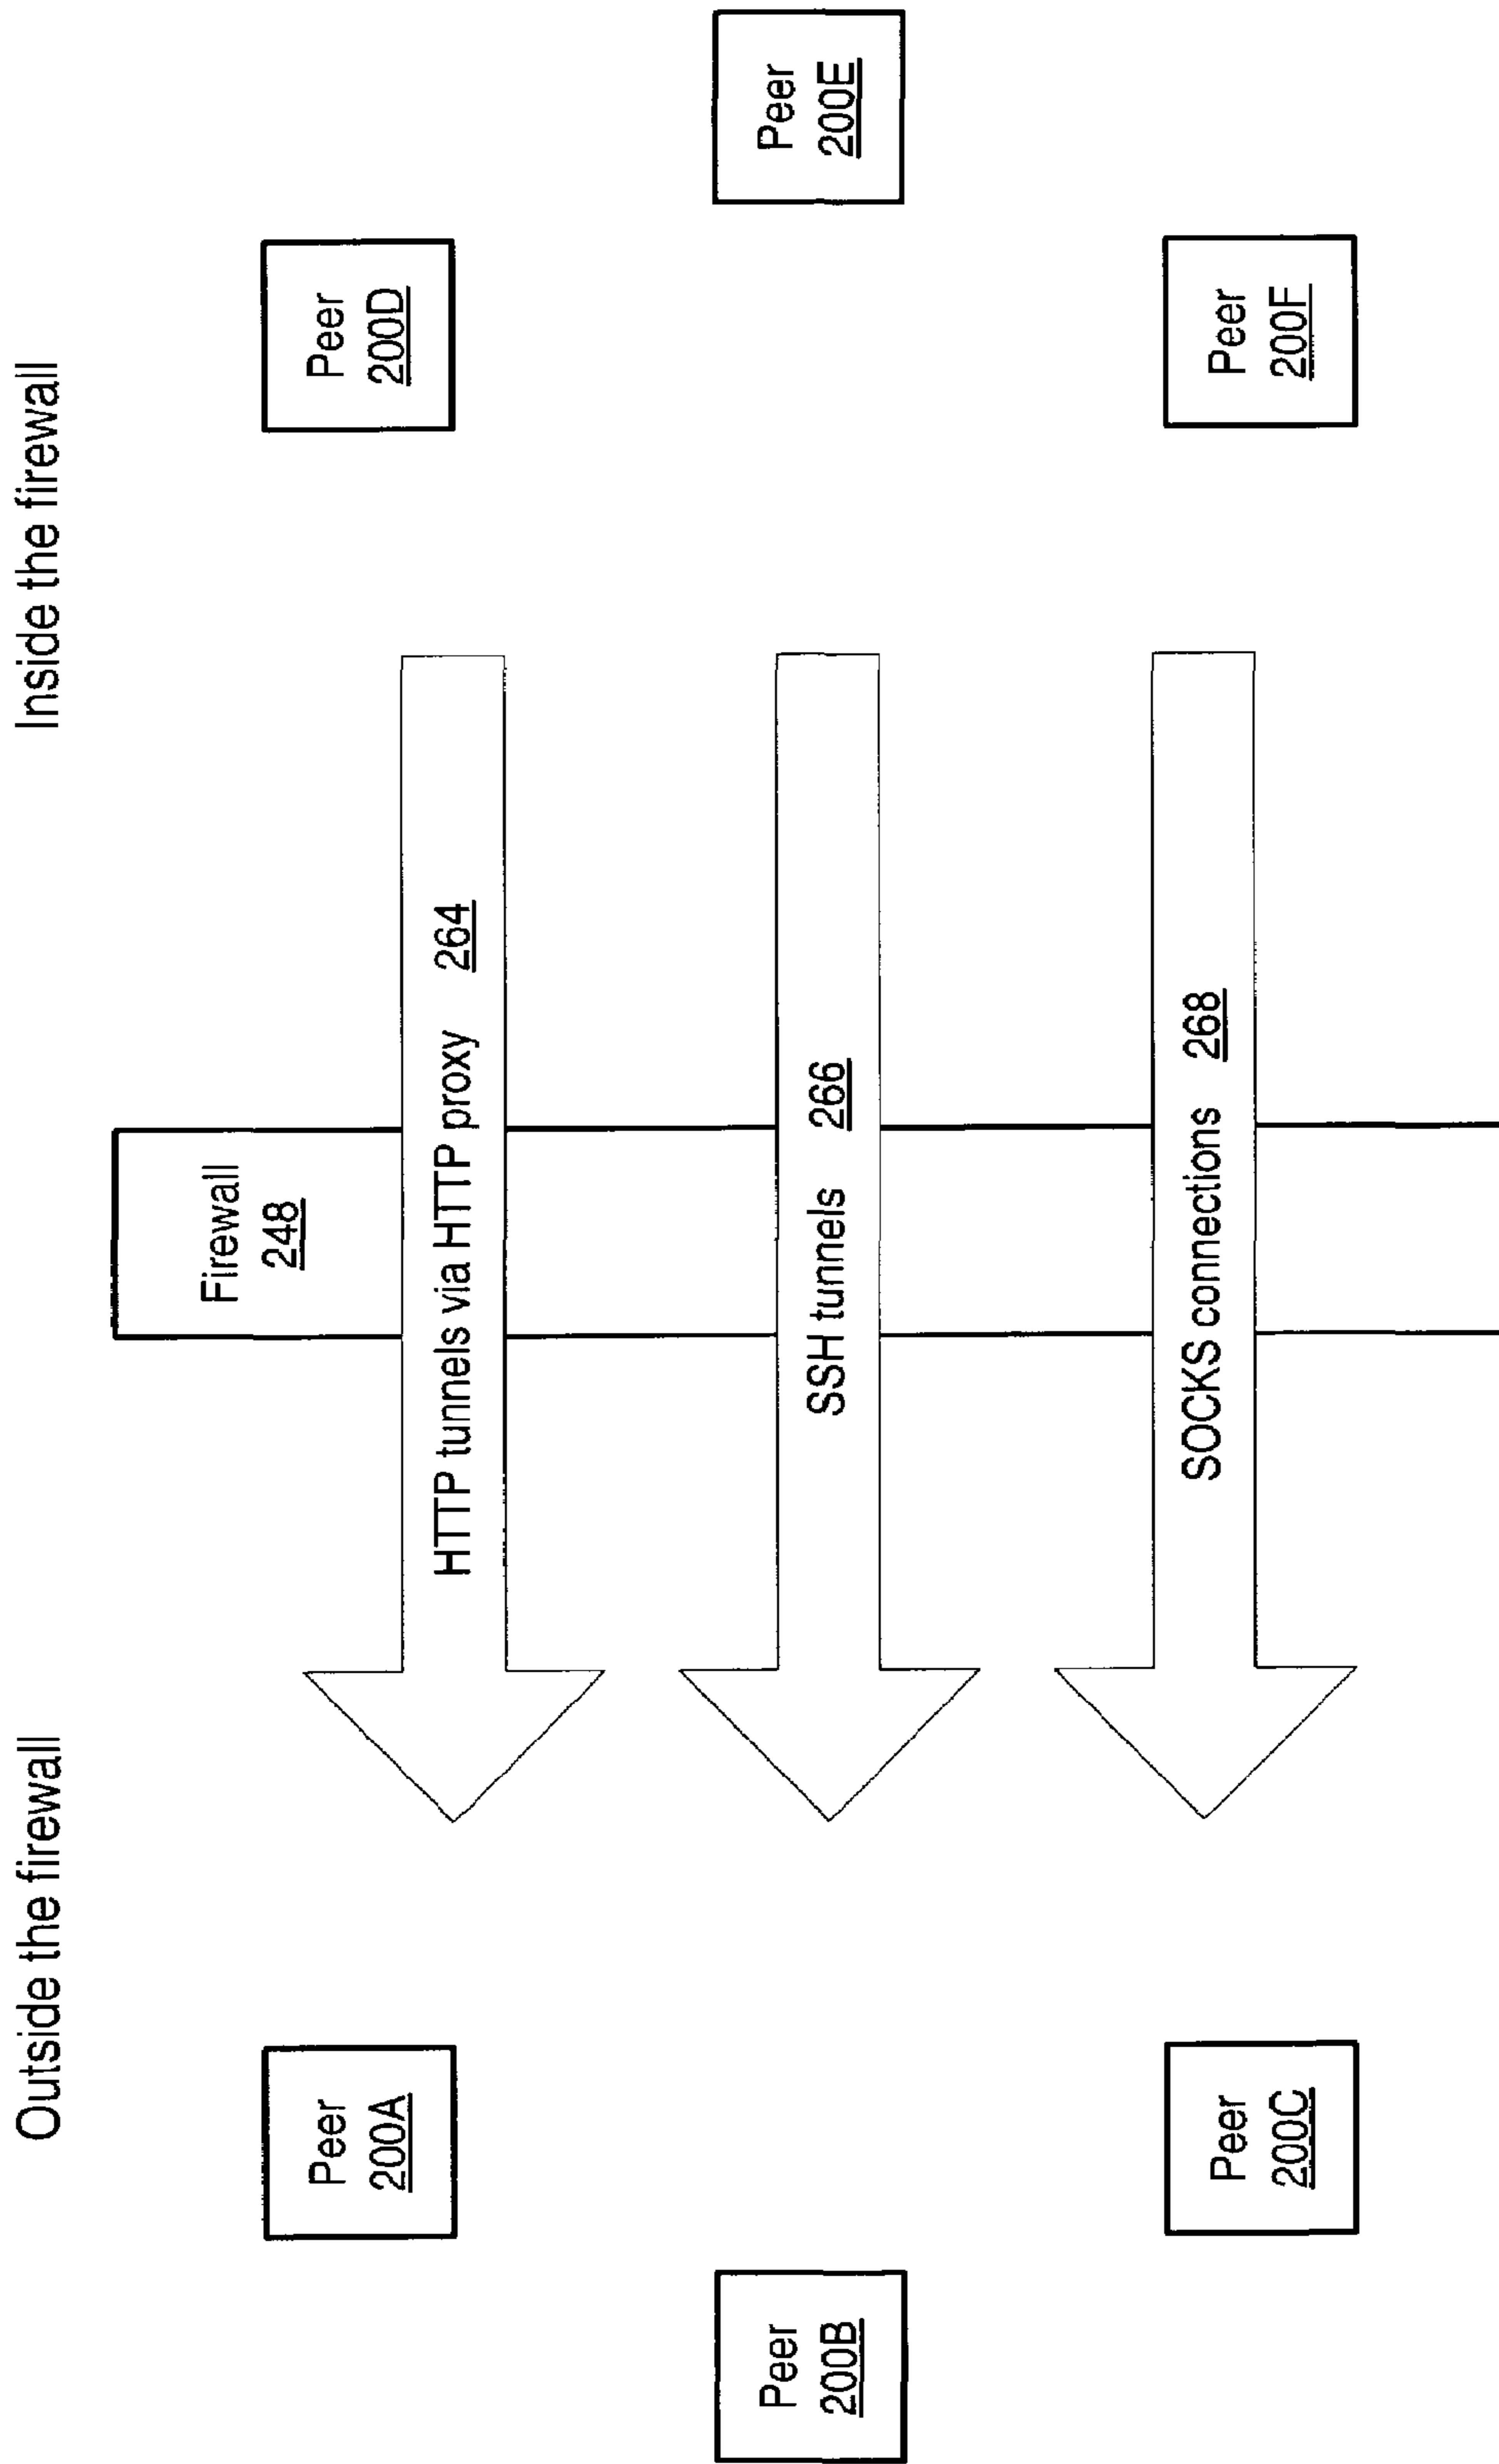 Outside the firewall
Inside the firewall
Firewall
248
Peer
200A
Peer
200D
HTTP tunnels via HTTP proxy 264
Peer
200B
SSH tunnels 266
Peer
200E
Peer
200C
SOCKS connections 268
Peer
200F